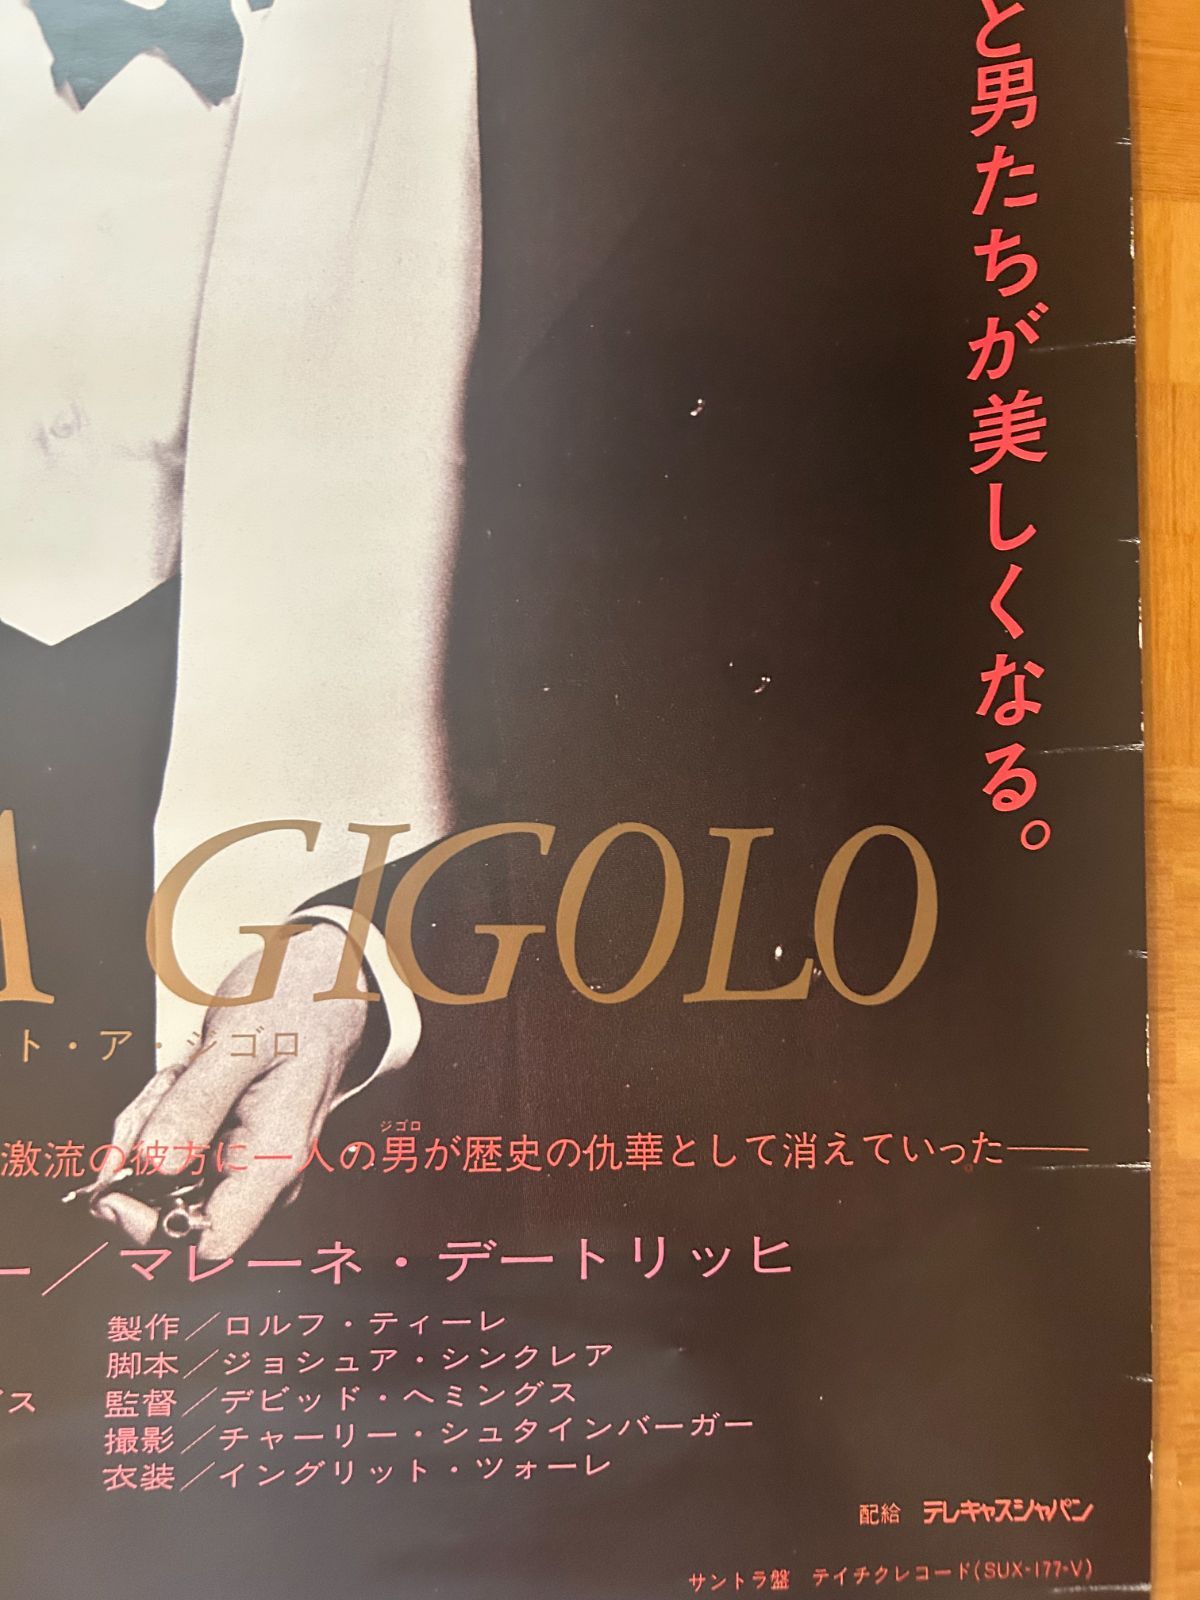 と男たちが美しくなる。
GIGOLO
ト・ア・ジゴロ
ジゴロ
激流の彼方に一人の男が歴史の仇華として消えていった——
ー／マレーネ・デートリッヒ
製作／ロルフ・ティーレ
脚本／ジョシュア・シンクレア
ス 監督／デビッド・ヘミングス
撮影／チャーリー・シュタインバーガー
衣装／イングリット・ツォーレ
配給 テレキャスジャパン
サントラ盤 テイチクレコード(SUX-177-V)